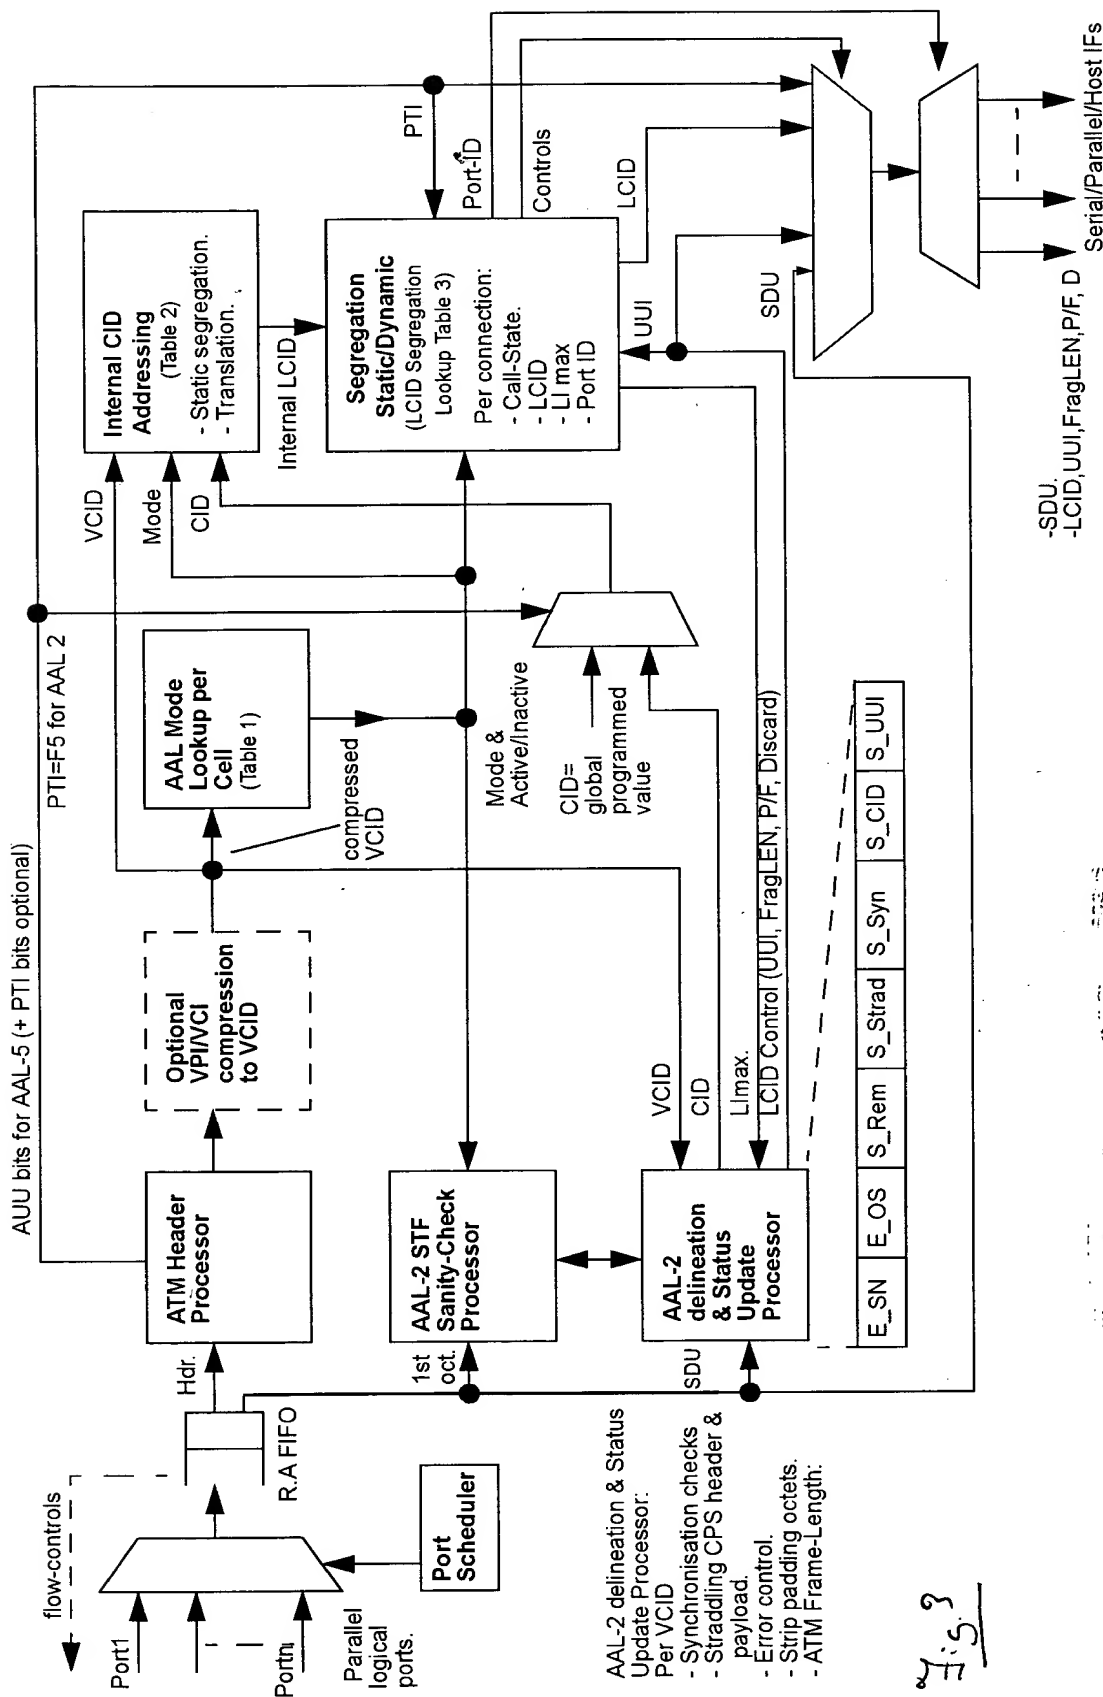 AUU bits for AAL-5 (+ PTI bits optional)
PTI=F5 for AAL 2
flow-controls
Port1
Portn
Parallel
logical
ports.
Port
Scheduler
R.A FIFO
Hdr.
ATM Header
Processor
Optional
VPI/VCI
compression
to VCID
compressed
VCID
AAL Mode
Lookup per
Cell
(Table 1)
VCID
Mode
CID
Internal CID
Addressing
(Table 2)
- Static segregation.
- Translation.
Internal LCID
PTI
Port-ID
Controls
LCID
UUI
SDU
Segregation
Static/Dynamic
(LCID Segregation
Lookup Table 3)
Per connection:
- Call-State.
- LCID
- LI max
- Port ID
Mode &
Active/Inactive
CID=
global
programmed
value
1st
oct.
AAL-2 STF
Sanity-Check
Processor
SDU
AAL-2
delineation
& Status
Update
Processor
VCID
CID
LImax.
LCID Control (UUI, FragLEN, P/F, Discard)
E_SN
E_OS
S_Rem
S_Strad
S_Syn
S_CID
S_UUI
AAL-2 delineation & Status
Update Processor:
Per VCID
- Synchronisation checks
- Straddling CPS header &
payload.
- Error control.
- Strip padding octets.
- ATM Frame-Length:
-SDU.
-LCID,UUI,FragLEN,P/F, D
Serial/Parallel/Host IFs
Fig.3